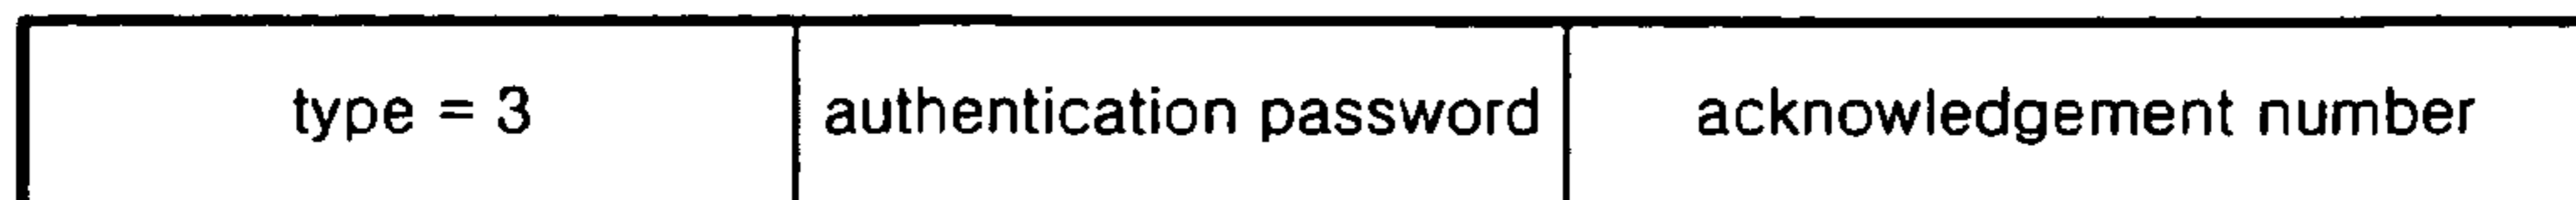 type = 3 authentication password acknowledgement number